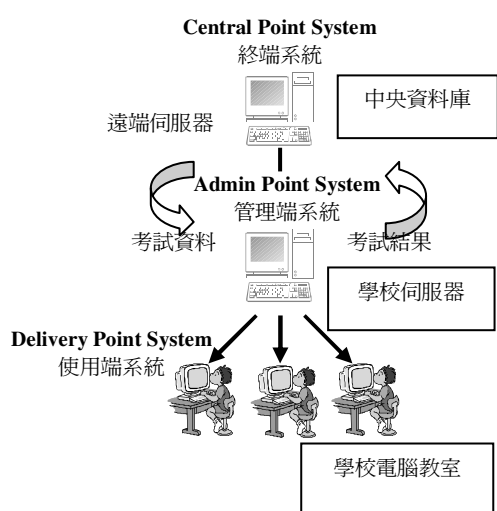 Central Point System
終端系統
中央資料庫
遠端伺服器
Admin Point System
管理端系統
考試資料
考試結果
學校伺服器
Delivery Point System
使用端系統
學校電腦教室